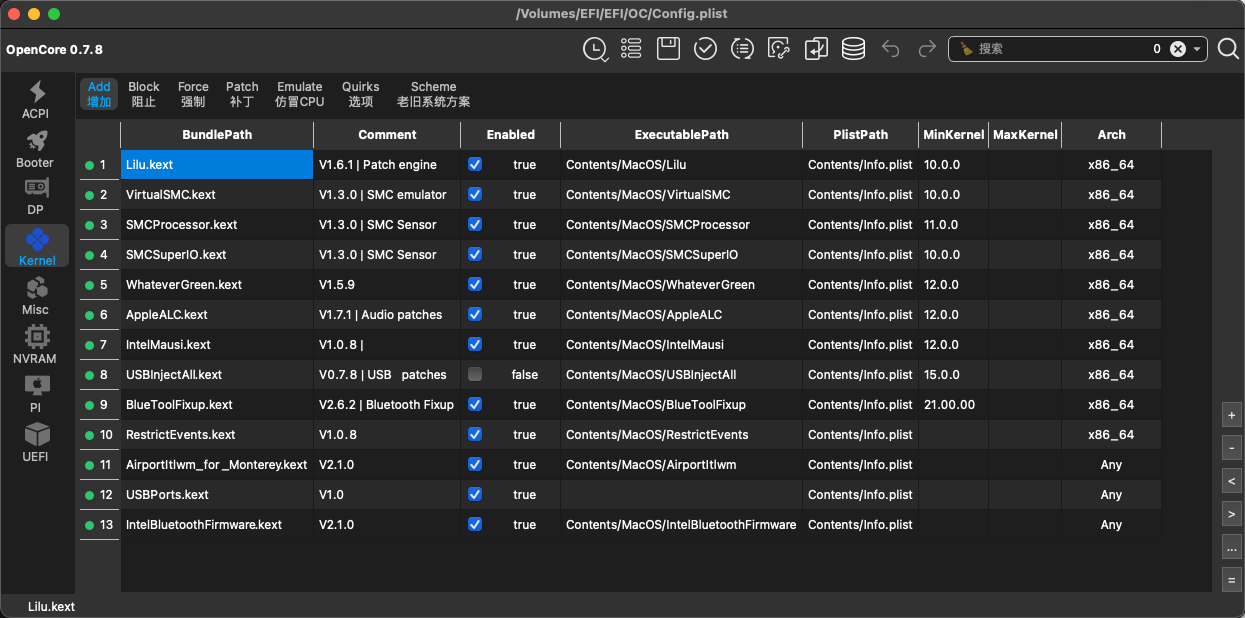 /Volumes/EFI/EFI/OC/Config.plist
OpenCore 0.7.8
搜索 0
ACPI
Booter
DP
Kernel
Misc
NVRAM
PI
UEFI
Add Block Force Patch Emulate Quirks Scheme
增加 阻止 强制 补丁 仿冒CPU 选项 老旧系统方案
BundlePath Comment Enabled ExecutablePath PlistPath MinKernel MaxKernel Arch
1 Lilu.kext V1.6.1 | Patch engine true Contents/MacOS/Lilu Contents/Info.plist 10.0.0 x86_64
2 VirtualSMC.kext V1.3.0 | SMC emulator true Contents/MacOS/VirtualSMC Contents/Info.plist 10.0.0 x86_64
3 SMCProcessor.kext V1.3.0 | SMC Sensor true Contents/MacOS/SMCProcessor Contents/Info.plist 11.0.0 x86_64
4 SMCSuperIO.kext V1.3.0 | SMC Sensor true Contents/MacOS/SMCSuperIO Contents/Info.plist 10.0.0 x86_64
5 WhateverGreen.kext V1.5.9 true Contents/MacOS/WhateverGreen Contents/Info.plist 12.0.0 x86_64
6 AppleALC.kext V1.7.1 | Audio patches true Contents/MacOS/AppleALC Contents/Info.plist 12.0.0 x86_64
7 IntelMausi.kext V1.0.8 | true Contents/MacOS/IntelMausi Contents/Info.plist 12.0.0 x86_64
8 USBInjectAll.kext V0.7.8 | USB patches false Contents/MacOS/USBInjectAll Contents/Info.plist 15.0.0 x86_64
9 BlueToolFixup.kext V2.6.2 | Bluetooth Fixup true Contents/MacOS/BlueToolFixup Contents/Info.plist 21.00.00 x86_64
10 RestrictEvents.kext V1.0.8 true Contents/MacOS/RestrictEvents Contents/Info.plist x86_64
11 AirportItlwm_for _Monterey.kext V2.1.0 true Contents/MacOS/AirportItlwm Contents/Info.plist Any
12 USBPorts.kext V1.0 true Contents/Info.plist Any
13 IntelBluetoothFirmware.kext V2.1.0 true Contents/MacOS/IntelBluetoothFirmware Contents/Info.plist Any
+
-
<
>
...
=
Lilu.kext